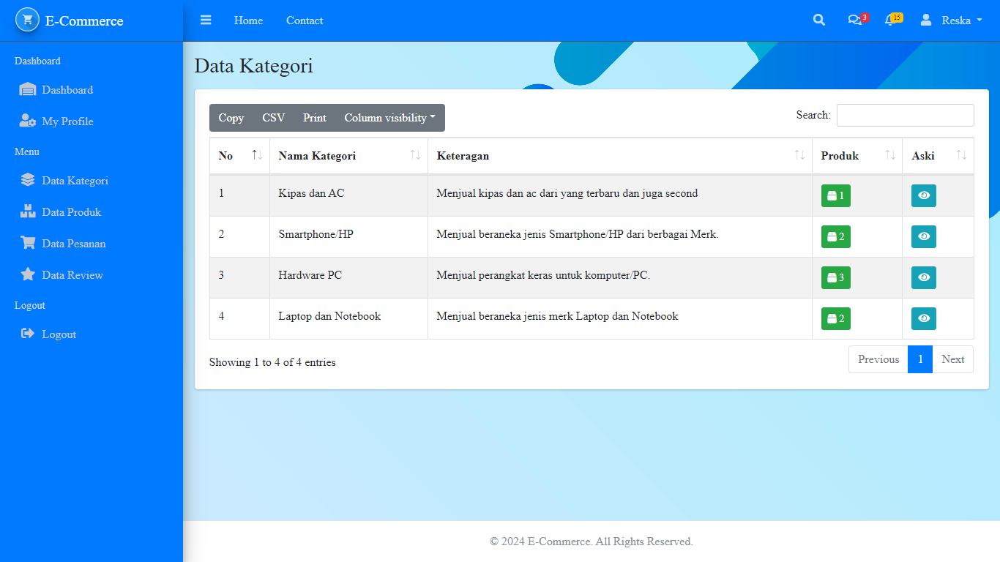 E-Commerce
Home Contact 3 15 Reska
Dashboard
Dashboard
My Profile
Menu
Data Kategori
Data Produk
Data Pesanan
Data Review
Logout
Logout
Data Kategori
Copy CSV Print Column visibility Search:
No Nama Kategori Keteragan Produk Aski
1 Kipas dan AC Menjual kipas dan ac dari yang terbaru dan juga second 1
2 Smartphone/HP Menjual beraneka jenis Smartphone/HP dari berbagai Merk. 2
3 Hardware PC Menjual perangkat keras untuk komputer/PC. 3
4 Laptop dan Notebook Menjual beraneka jenis merk Laptop dan Notebook 2
Showing 1 to 4 of 4 entries Previous 1 Next
© 2024 E-Commerce. All Rights Reserved.